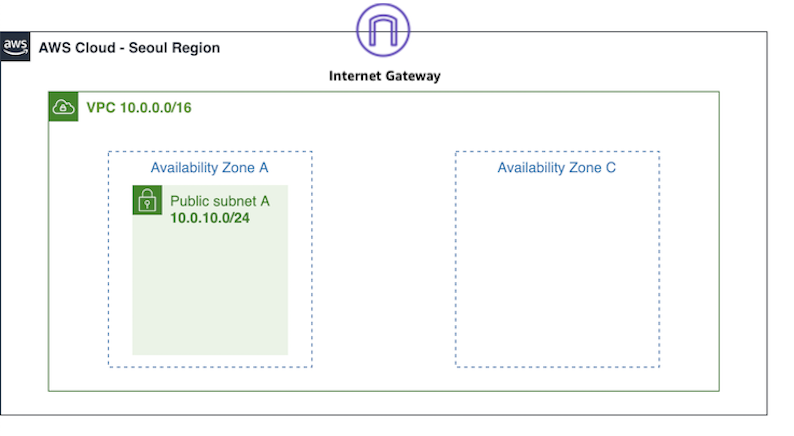 aws
AWS Cloud - Seoul Region
Internet Gateway
VPC 10.0.0.0/16
Availability Zone A
Public subnet A
10.0.10.0/24
Availability Zone C